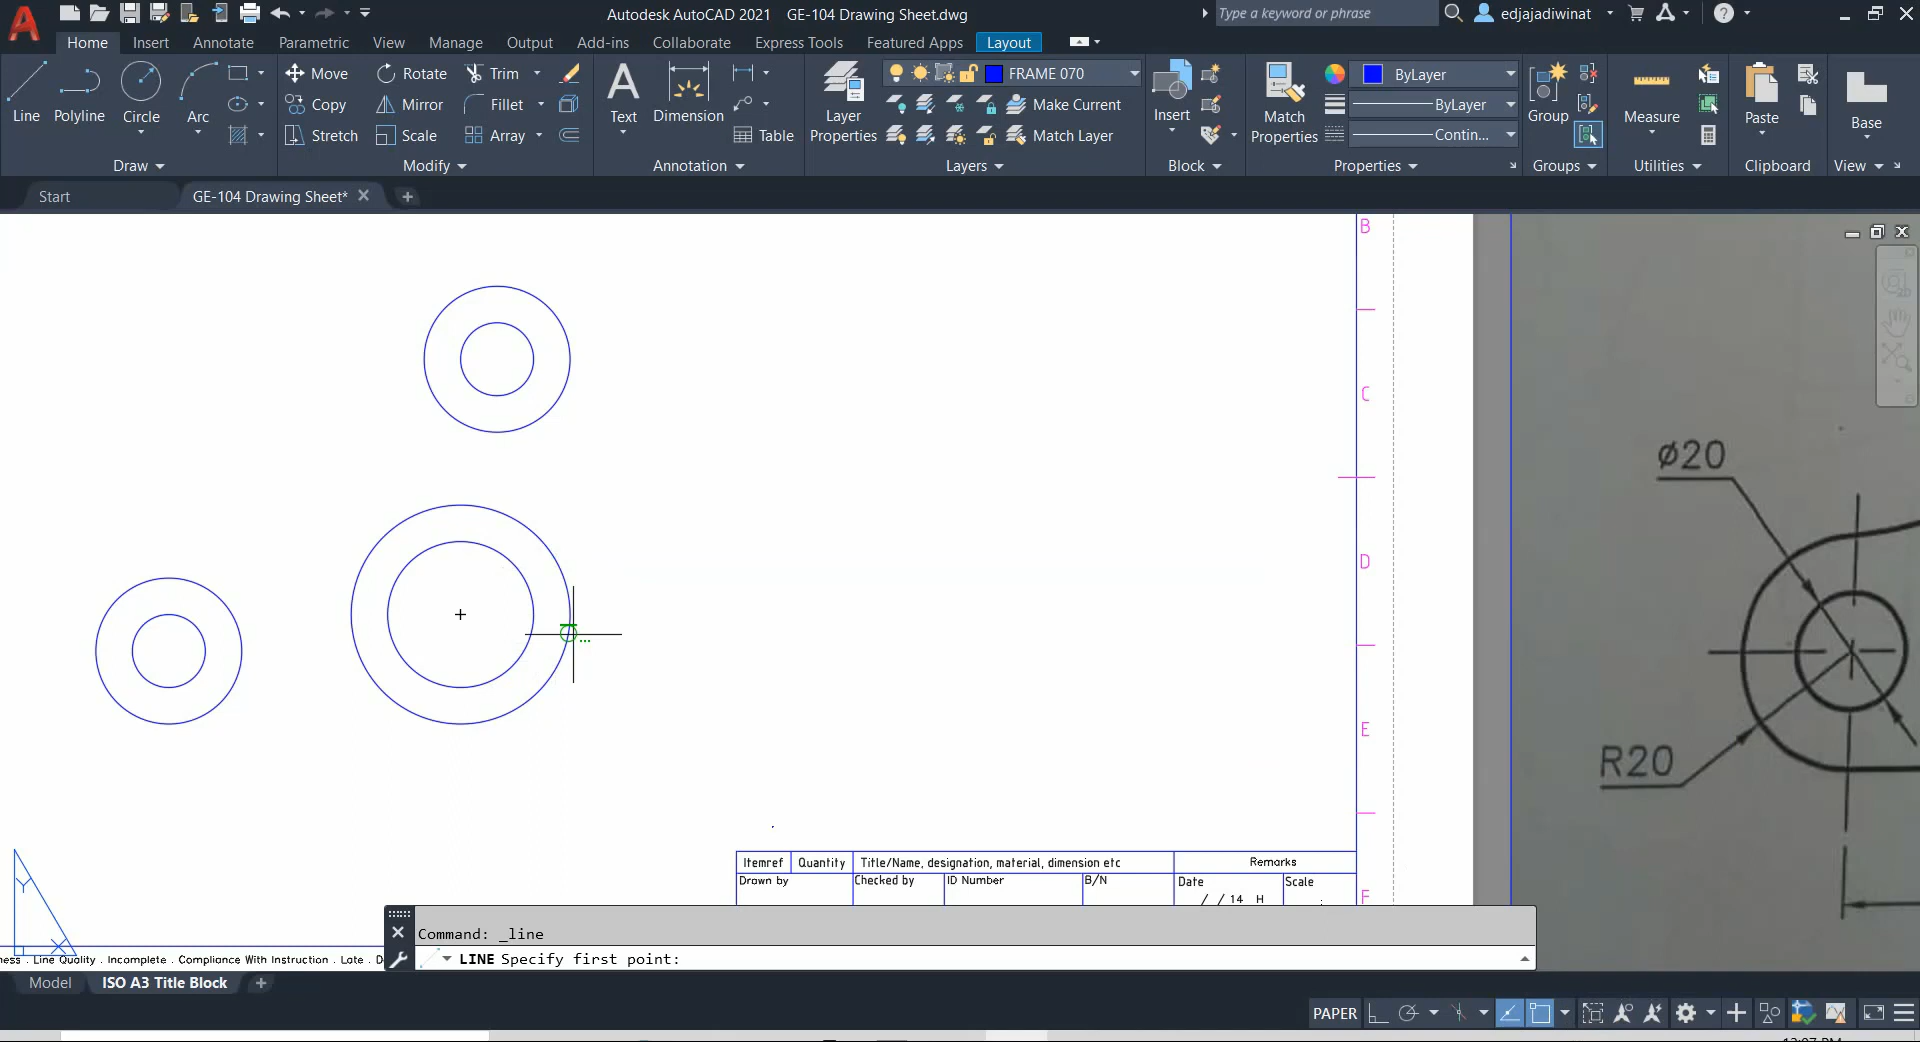 Autodesk AutoCAD 2021 GE-104 Drawing Sheet.dwg
Type a keyword or phrase
edjajadiwinat
Home Insert Annotate Parametric View Manage Output Add-ins Collaborate Express Tools Featured Apps Layout
Line Polyline Circle Arc
Move Rotate Trim
Copy Mirror Fillet
Stretch Scale Array
Text Dimension Table
Layer Properties
FRAME 070
Make Current
Match Layer
Insert
Match Properties
ByLayer
ByLayer
Contin...
Group Measure Paste Base
Draw Modify Annotation Layers Block Properties Groups Utilities Clipboard View
Start GE-104 Drawing Sheet*
B
C
D
E
F
ø20
R20
Itemref Quantity Title/Name, designation, material, dimension etc Remarks
Drawn by Checked by ID Number B/N Date Scale
/ / 14 H :
Y
X
ness . Line Quality . Incomplete . Compliance With Instruction . Late . D
Command: _line
LINE Specify first point:
Model ISO A3 Title Block
PAPER